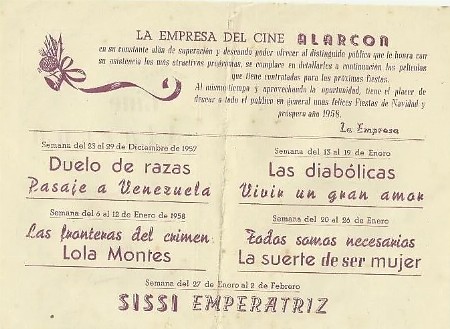 LA EMPRESA DEL CINE ALARCON
en su constante afán de superación y deseando poder ofrecer al distinguido público que le honra con
su asistencia los más atractivos programas, se complace en detallarles a continuación las películas
que tiene contratadas para las próximas fiestas.
Al mismo tiempo y aprovechando la oportunidad, tiene el placer de
desear a todo el público en general unas felices Fiestas de Navidad y
próspero año 1958.
La Empresa
Semana del 23 al 29 de Diciembre de 1957
Duelo de razas
Pasaje a Venezuela
Semana del 6 al 12 de Enero de 1958
Las fronteras del crimen
Lola Montes
Semana del 13 al 19 de Enero
Las diabólicas
Vivir un gran amor
Semana del 20 al 26 de Enero
Todos somos necesarios
La suerte de ser mujer
Semana del 27 de Enero al 2 de Febrero
SISSI EMPERATRIZ